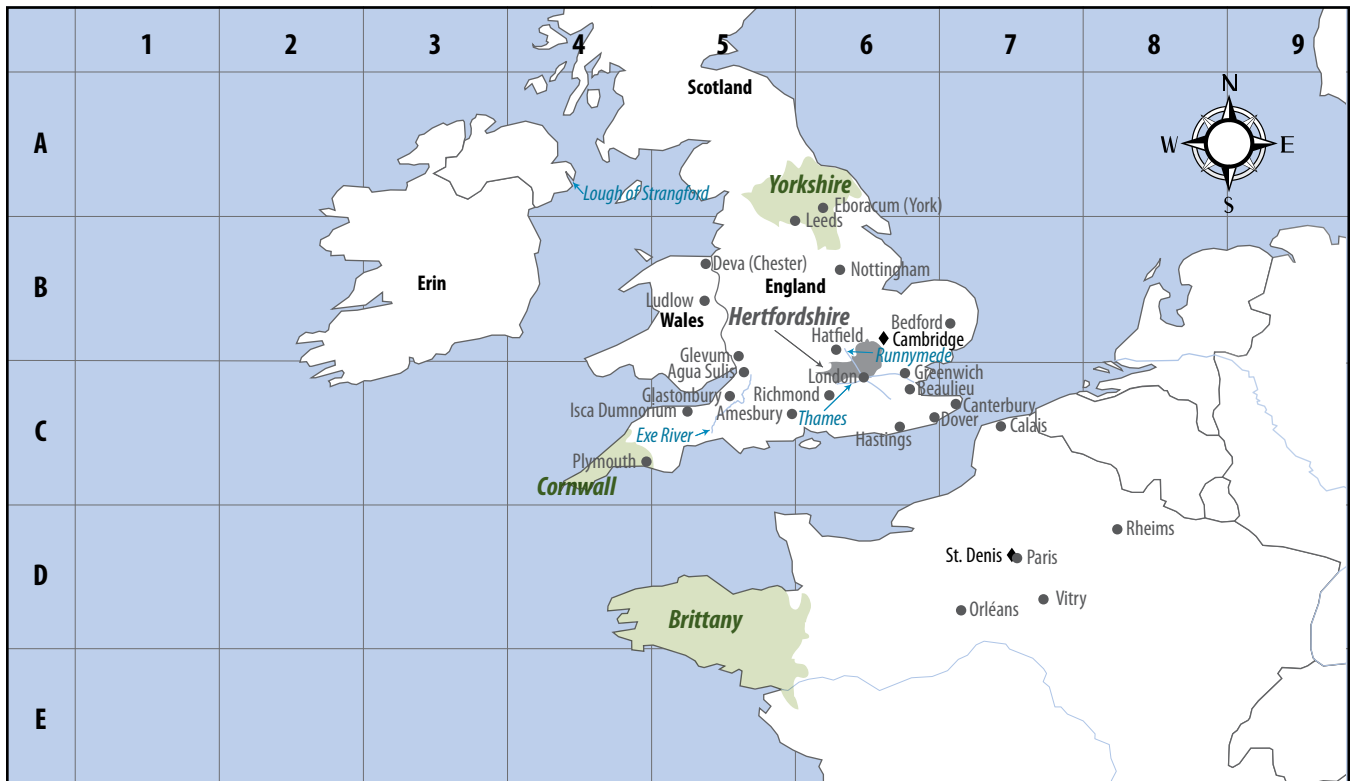 1 2 3 4 5 6 7 8 9
Scotland
N
A
W E
Yorkshire
Lough of Strangford
S
Eboracum (York)
Leeds
Deva (Chester)
Nottingham
B
Erin
England
Ludlow
Wales
Hertfordshire
Bedford
Hatfield
Cambridge
Glevum
Runnymede
Agua Sulis
London
Greenwich
Glastonbury
Richmond
Beaulieu
Isca Dumnorium
Amesbury
Thames
Canterbury
Dover
C
Exe River
Hastings
Calais
Plymouth
Cornwall
Rheims
St. Denis
Paris
D
Vitry
Orléans
Brittany
E